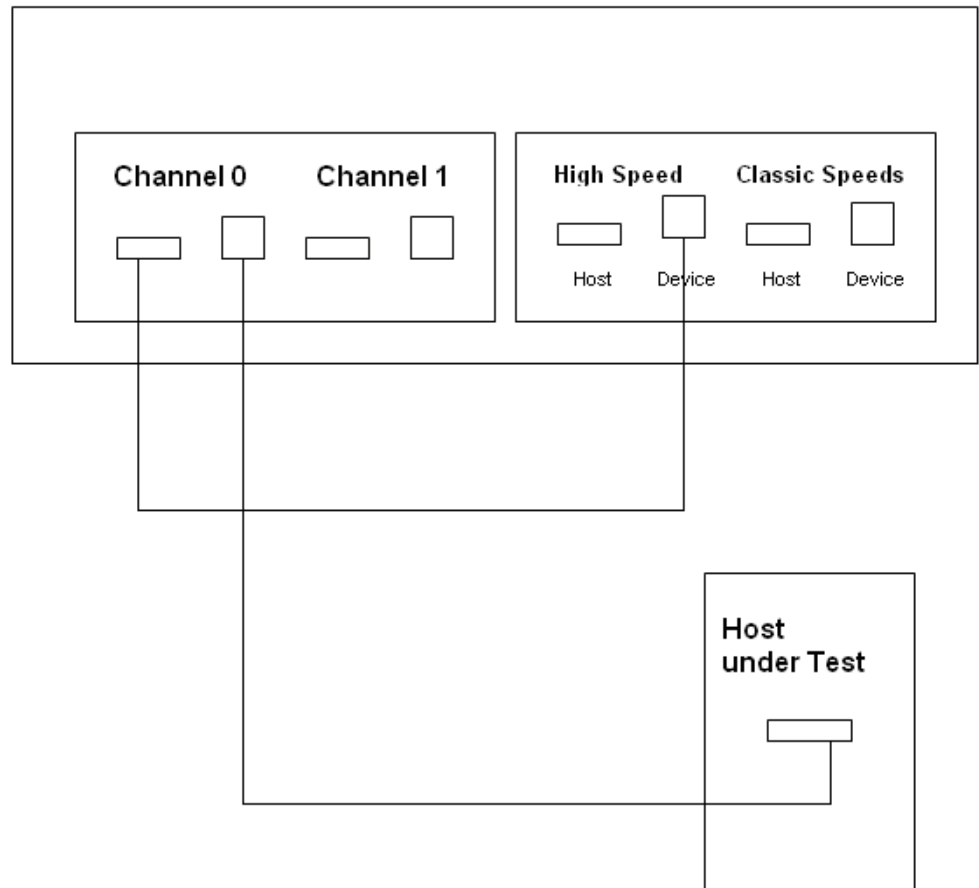 Channel 0
Channel 1
High Speed
Classic Speeds
Host
Device
Host
Device
Host
under Test